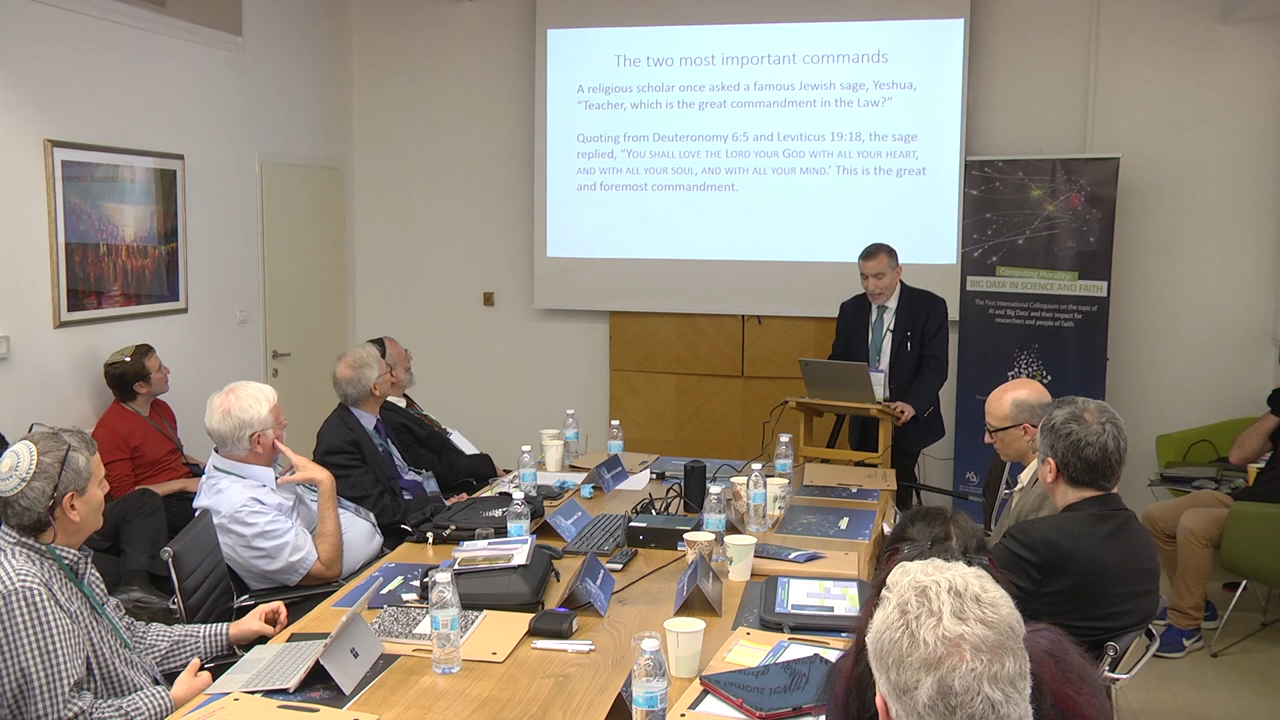 The two most important commands
A religious scholar once asked a famous Jewish sage, Yeshua,
“Teacher, which is the great commandment in the Law?”
Quoting from Deuteronomy 6:5 and Leviticus 19:18, the sage
replied, “YOU SHALL LOVE THE LORD YOUR GOD WITH ALL YOUR HEART,
AND WITH ALL YOUR SOUL, AND WITH ALL YOUR MIND.’ This is the great
and foremost commandment.
Computing Morality:
'BIG DATA' IN SCIENCE AND FAITH
The First International Colloquium on the topic of
AI and 'Big Data' and their impact for
researchers and people of faith